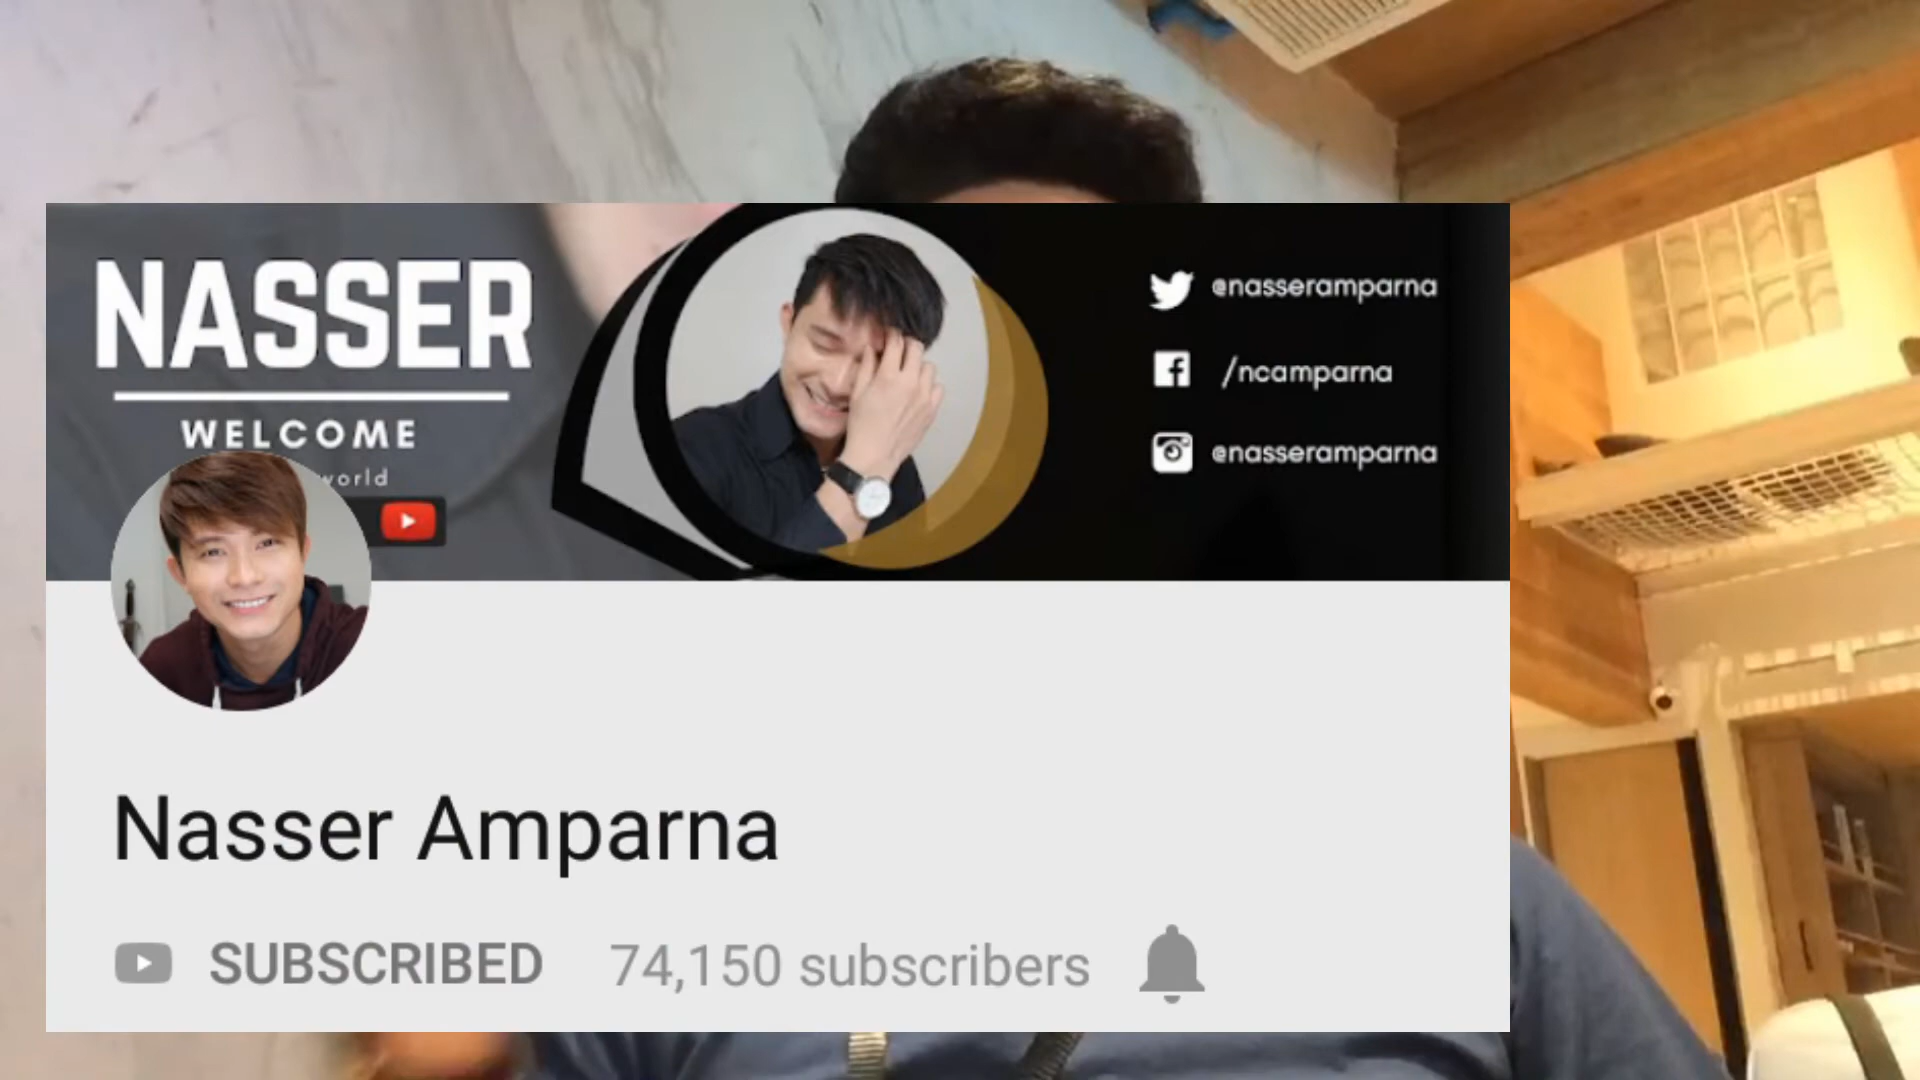 NASSER
WELCOME
world
@nasseramparna
/ncamparna
@nasseramparna
Nasser Amparna
SUBSCRIBED 74,150 subscribers